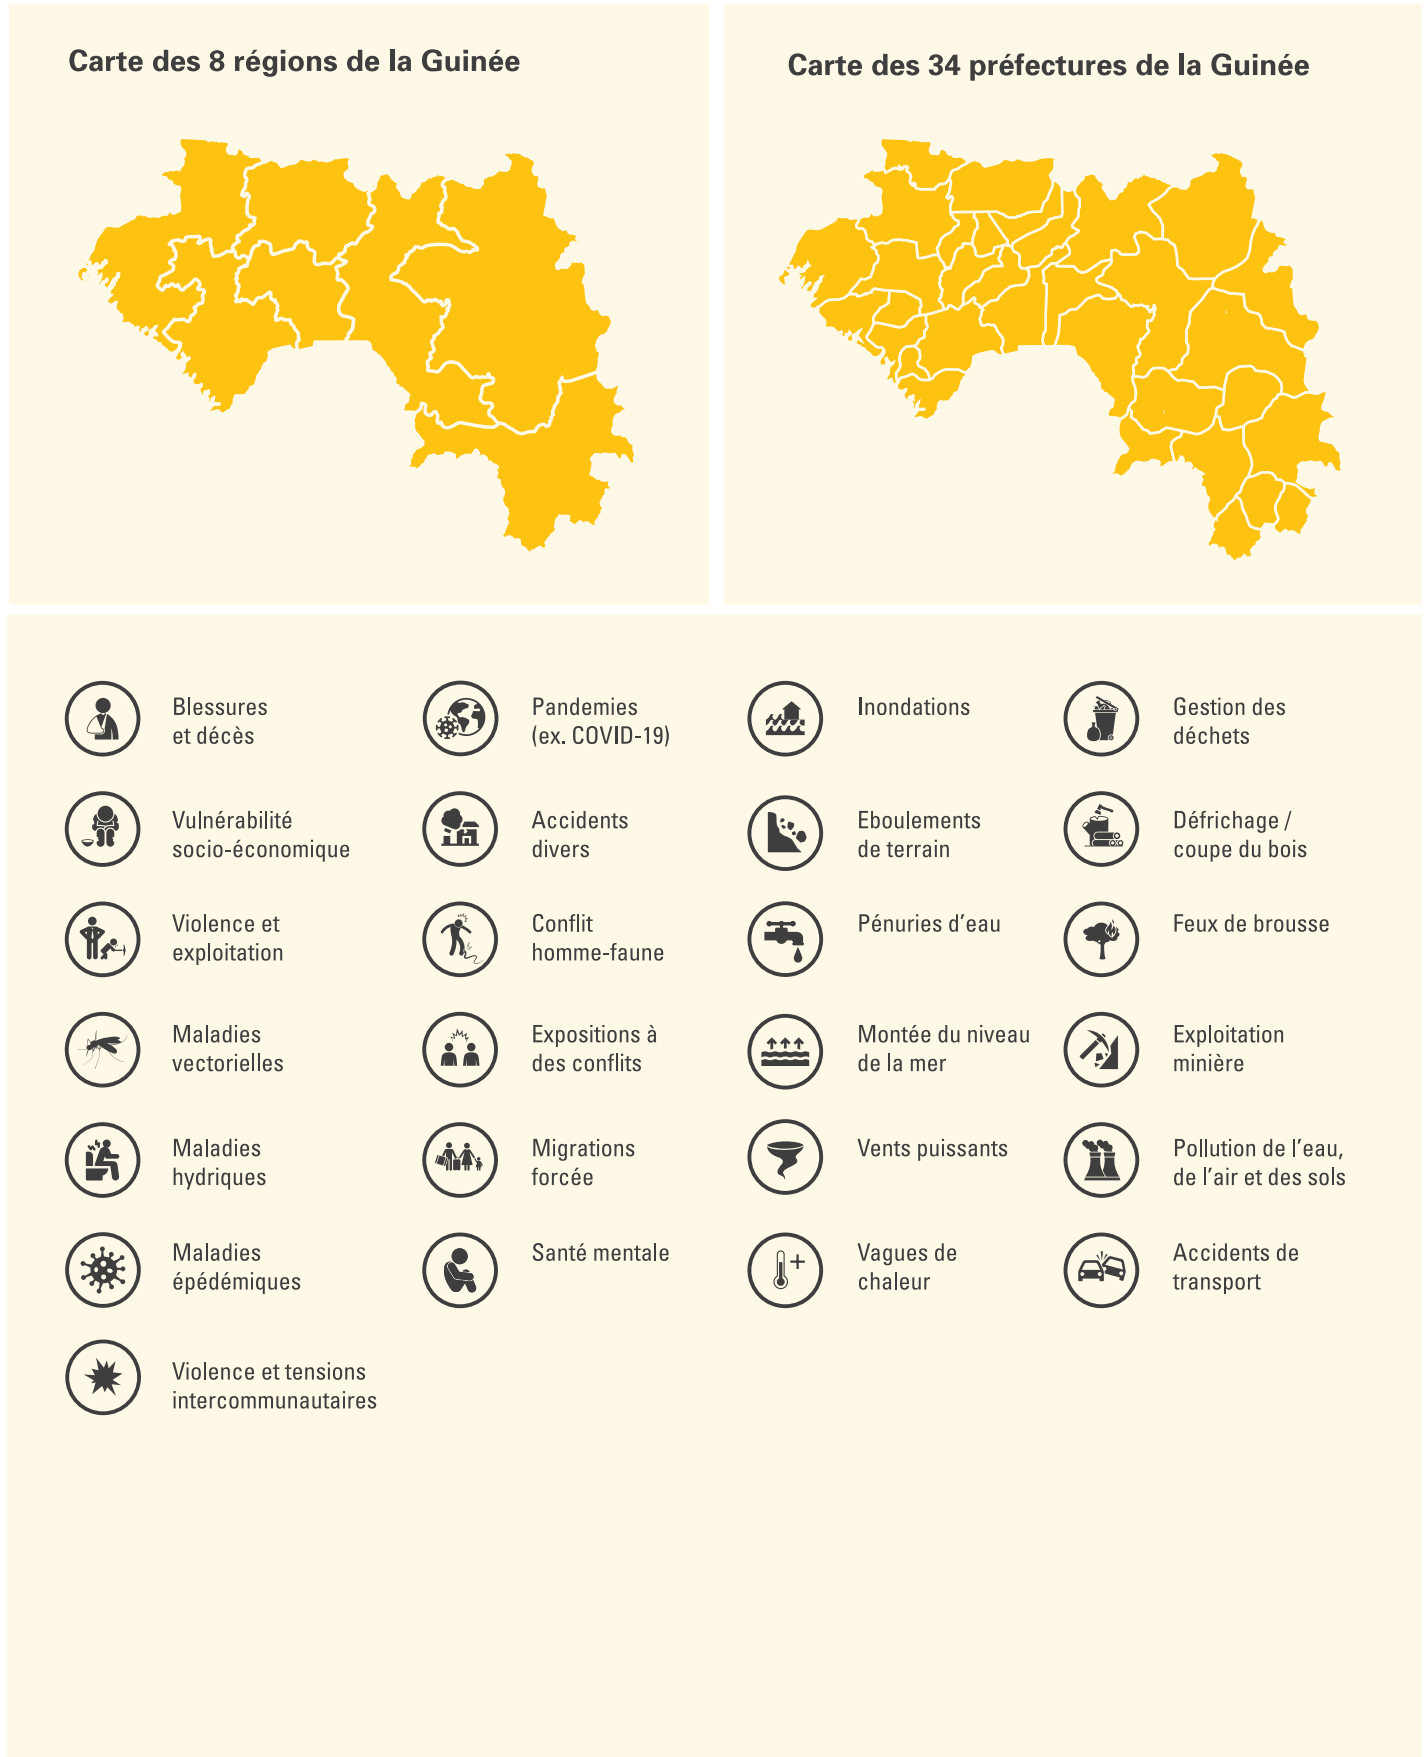 Carte des 8 régions de la Guinée
Carte des 34 préfectures de la Guinée
Blessures
et décès
Vulnérabilité
socio-économique
Violence et
exploitation
Maladies
vectorielles
Maladies
hydriques
Maladies
épédémiques
Violence et tensions
intercommunautaires
Pandemies
(ex. COVID-19)
Accidents
divers
Conflit
homme-faune
Expositions à
des conflits
Migrations
forcée
Santé mentale
Inondations
Eboulements
de terrain
Pénuries d'eau
Montée du niveau
de la mer
Vents puissants
Vagues de
chaleur
Gestion des
déchets
Défrichage /
coupe du bois
Feux de brousse
Exploitation
minière
Pollution de l'eau,
de l'air et des sols
Accidents de
transport